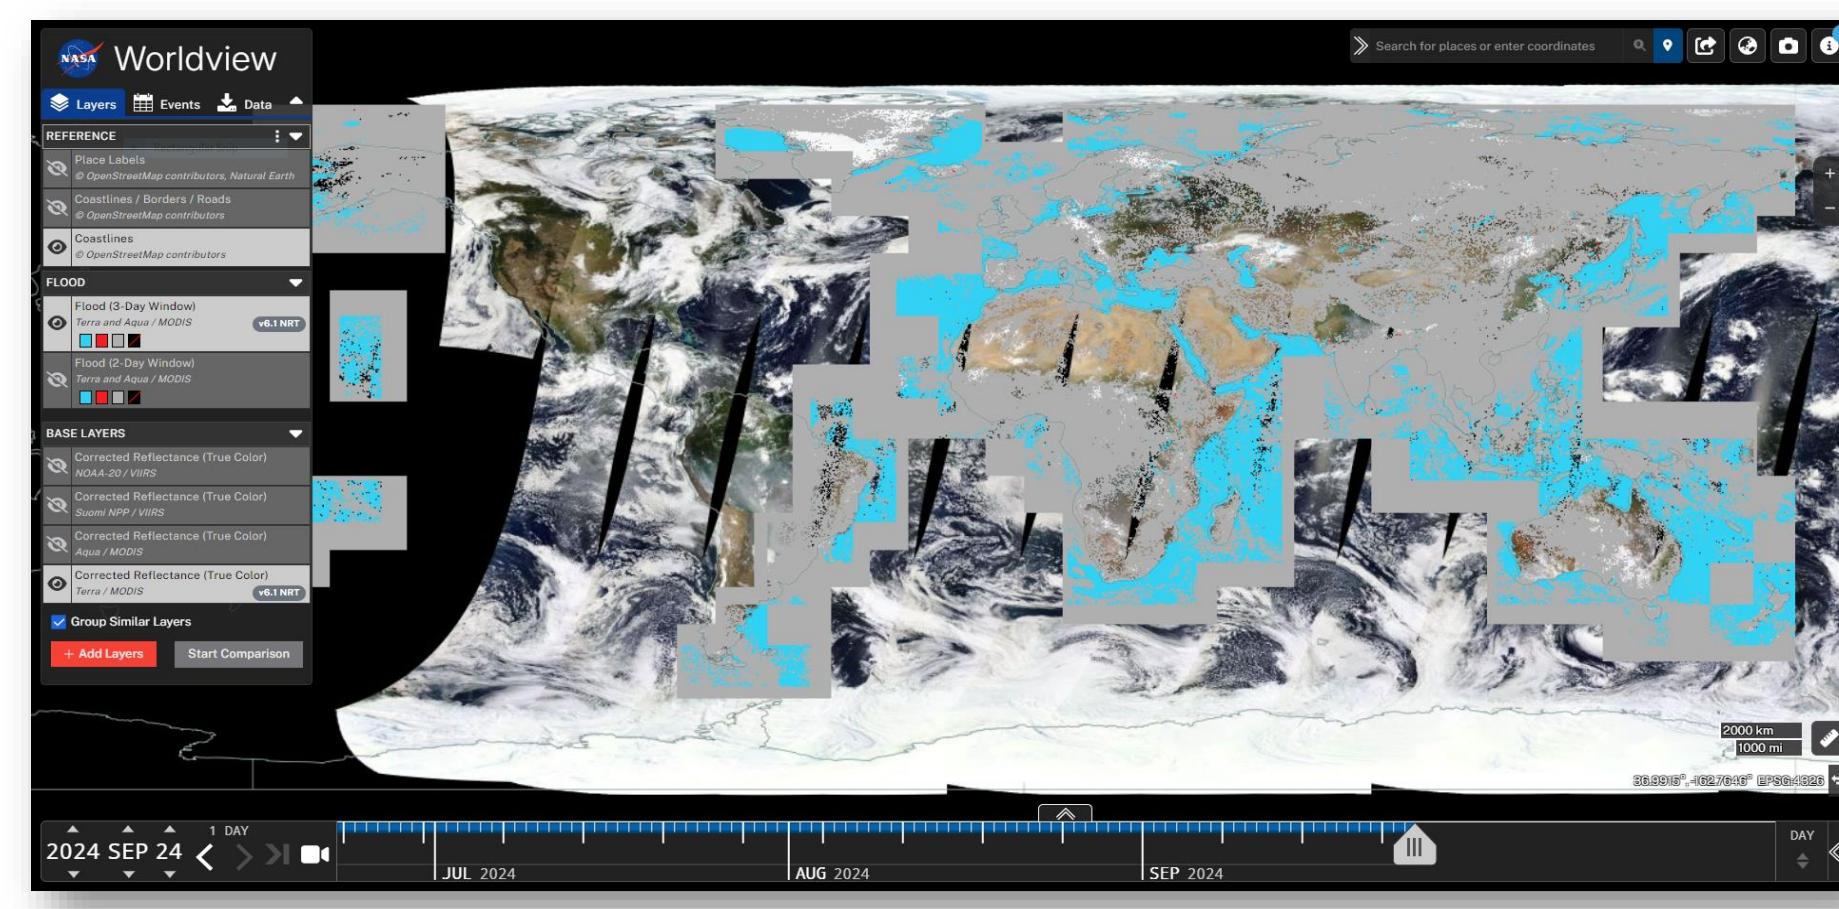 NASA Worldview
Search for places or enter coordinates
Layers Events Data
REFERENCE
Place Labels
© OpenStreetMap contributors, Natural Earth
Coastlines / Borders / Roads
© OpenStreetMap contributors
Coastlines
© OpenStreetMap contributors
FLOOD
Flood (3-Day Window)
Terra and Aqua / MODIS v6.1 NRT
Flood (2-Day Window)
Terra and Aqua / MODIS
BASE LAYERS
Corrected Reflectance (True Color)
NOAA-20 / VIIRS
Corrected Reflectance (True Color)
Suomi NPP / VIIRS
Corrected Reflectance (True Color)
Aqua / MODIS
Corrected Reflectance (True Color)
Terra / MODIS v6.1 NRT
Group Similar Layers
+ Add Layers Start Comparison
2000 km
1000 mi
36.9915°, -162.7646° EPSG:4326
1 DAY
2024 SEP 24
JUL 2024 AUG 2024 SEP 2024
DAY